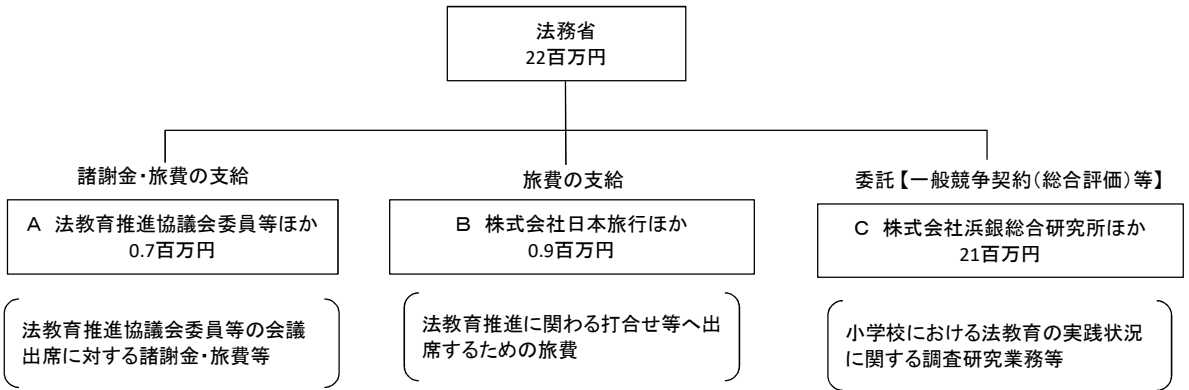 法務省
22百万円
諸謝金・旅費の支給
旅費の支給
委託【一般競争契約(総合評価)等】
A 法教育推進協議会委員等ほか
0.7百万円
B 株式会社日本旅行ほか
0.9百万円
C 株式会社浜銀総合研究所ほか
21百万円
法教育推進協議会委員等の会議
出席に対する諸謝金・旅費等
法教育推進に関わる打合せ等へ出
席するための旅費
小学校における法教育の実践状況
に関する調査研究業務等